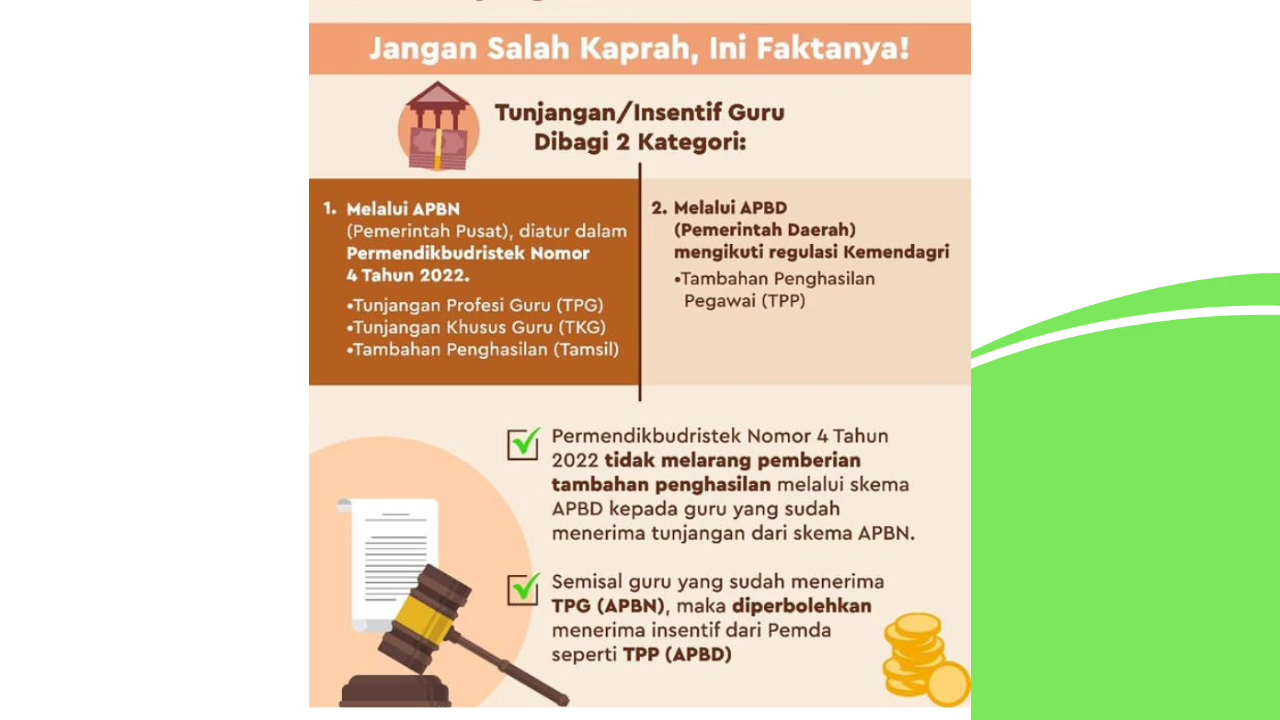 Jangan Salah Kaprah, Ini Faktanya!
Tunjangan/Insentif Guru
Dibagi 2 Kategori:
1. Melalui APBN
(Pemerintah Pusat), diatur dalam
Permendikbudristek Nomor
4 Tahun 2022.
•Tunjangan Profesi Guru (TPG)
•Tunjangan Khusus Guru (TKG)
•Tambahan Penghasilan (Tamsil)
2. Melalui APBD
(Pemerintah Daerah)
mengikuti regulasi Kemendagri
•Tambahan Penghasilan
Pegawai (TPP)
Permendikbudristek Nomor 4 Tahun
2022 tidak melarang pemberian
tambahan penghasilan melalui skema
APBD kepada guru yang sudah
menerima tunjangan dari skema APBN.
Semisal guru yang sudah menerima
TPG (APBN), maka diperbolehkan
menerima insentif dari Pemda
seperti TPP (APBD)